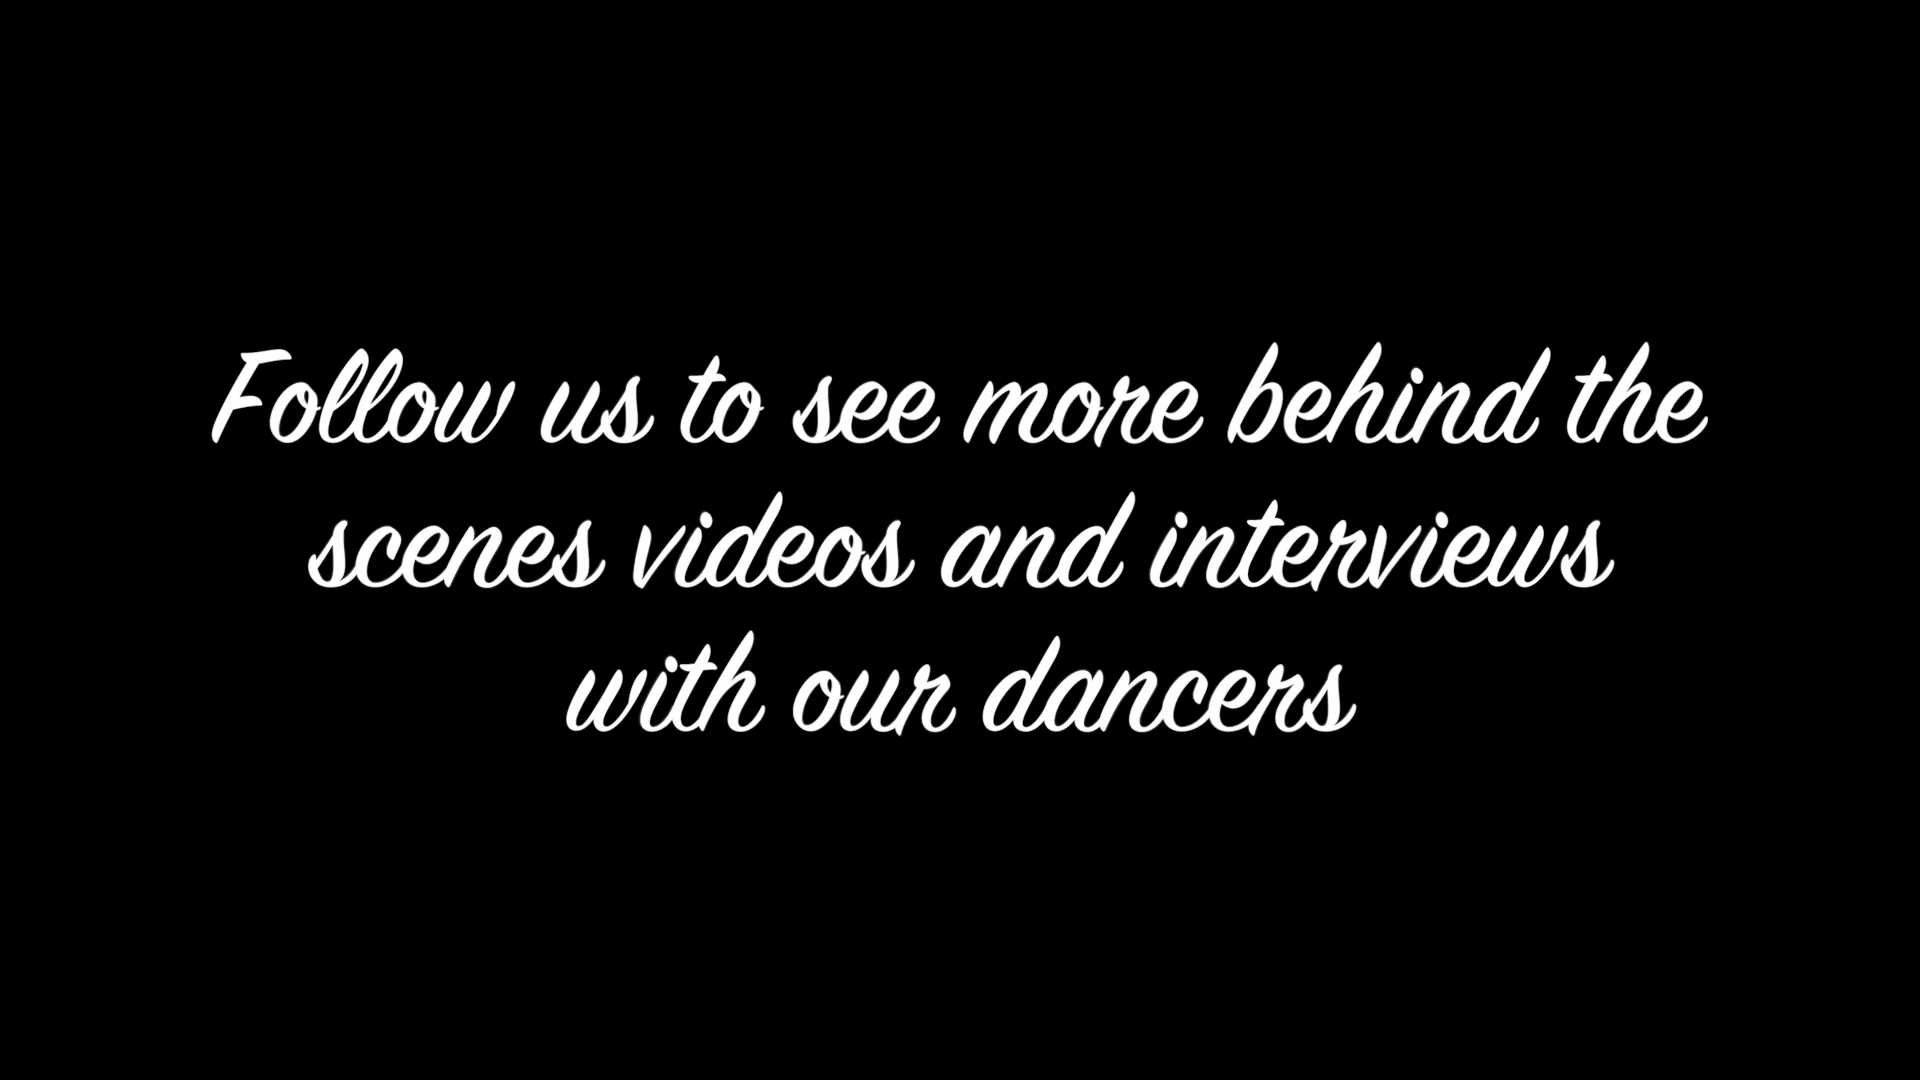 Follow us to see more behind the
scenes videos and interviews
with our dancers